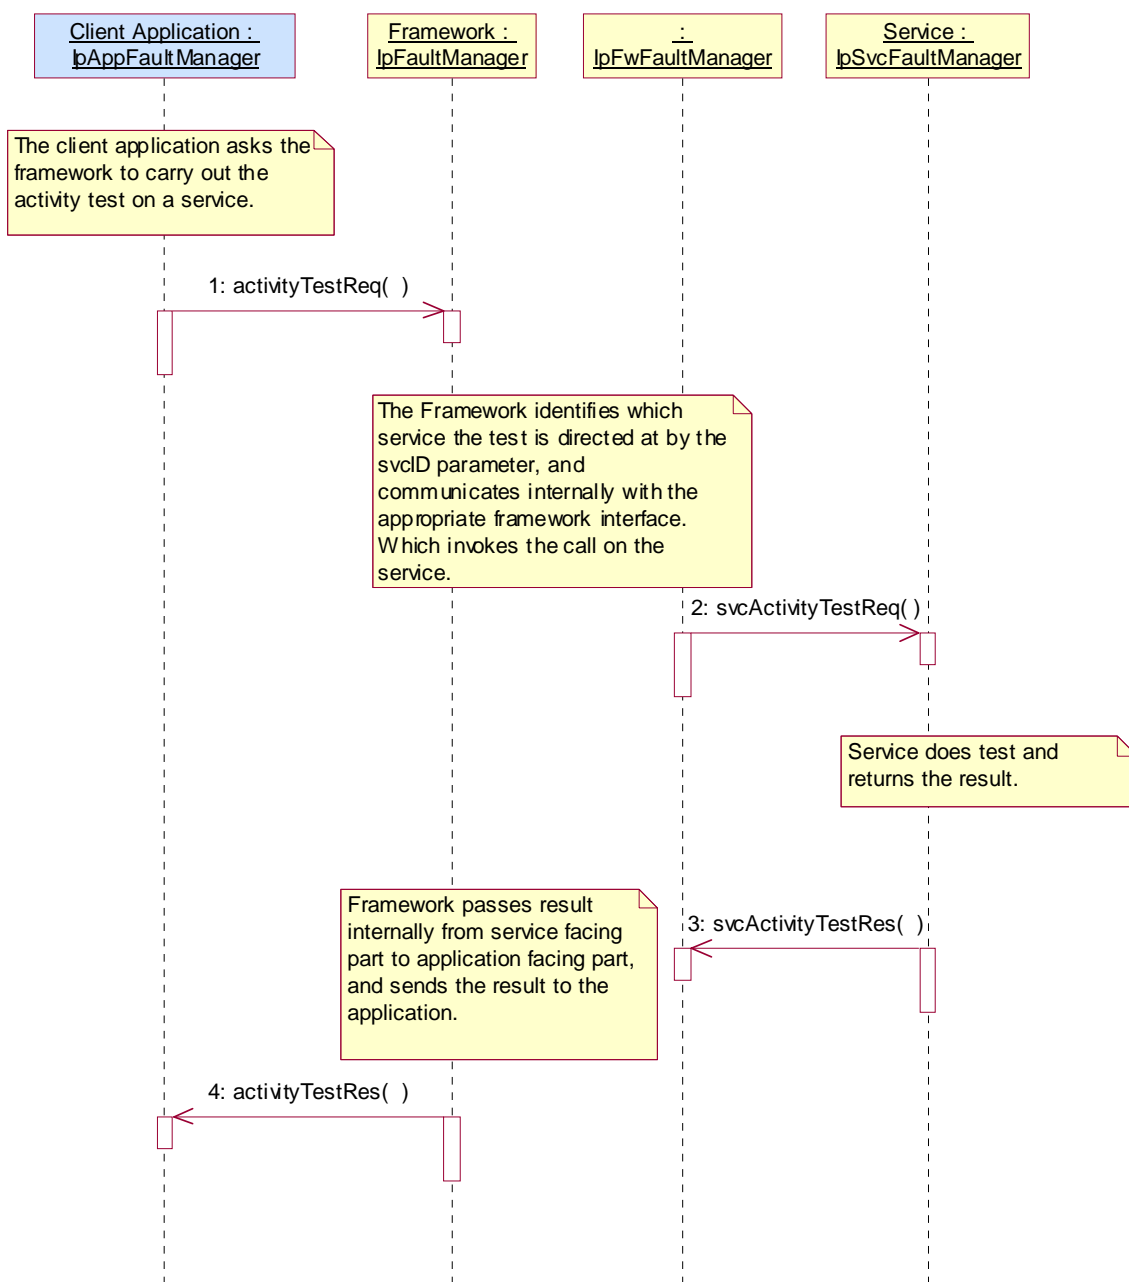 Client Application :
IpAppFaultManager
Framework :
IpFaultManager
:
IpFwFaultManager
Service :
IpSvcFaultManager
The client application asks the
framework to carry out the
activity test on a service.
1: activityTestReq( )
The Framework identifies which
service the test is directed at by the
svcID parameter, and
communicates internally with the
appropriate framework interface.
Which invokes the call on the
service.
2: svcActivityTestReq( )
Service does test and
returns the result.
Framework passes result
internally from service facing
part to application facing part,
and sends the result to the
application.
3: svcActivityTestRes( )
4: activityTestRes( )